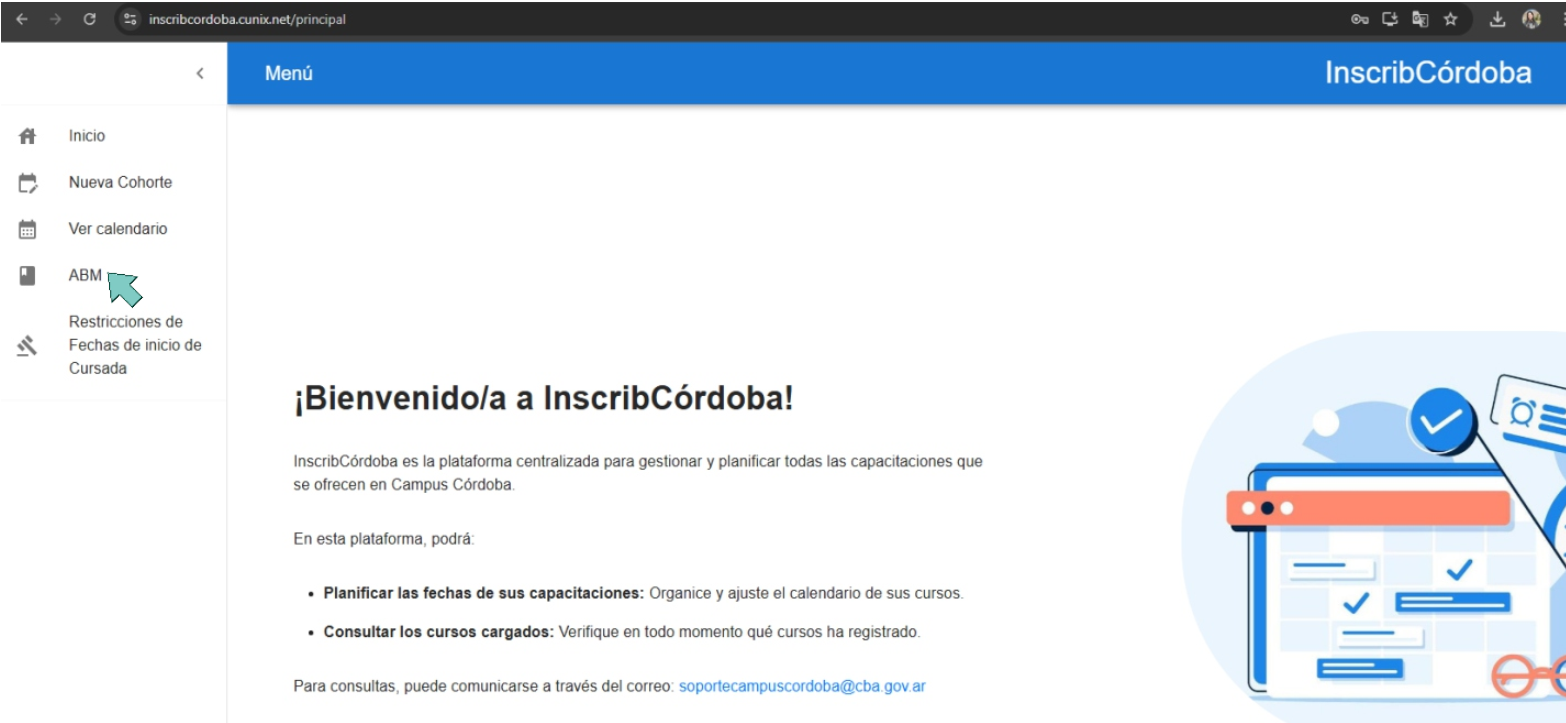 inscribcordoba.cunix.net/principal
Menú
InscribCórdoba
Inicio
Nueva Cohorte
Ver calendario
ABM
Restricciones de
Fechas de inicio de
Cursada
¡Bienvenido/a a InscribCórdoba!
InscribCórdoba es la plataforma centralizada para gestionar y planificar todas las capacitaciones que
se ofrecen en Campus Córdoba.
En esta plataforma, podrá:
• Planificar las fechas de sus capacitaciones: Organice y ajuste el calendario de sus cursos.
• Consultar los cursos cargados: Verifique en todo momento qué cursos ha registrado.
Para consultas, puede comunicarse a través del correo: soportecampuscordoba@cba.gov.ar